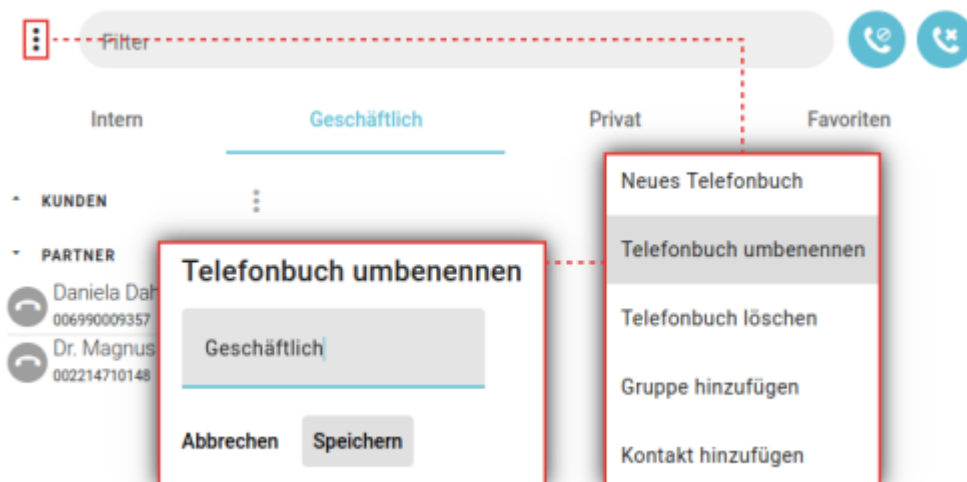 Filter
Intern Geschäftlich Privat Favoriten
KUNDEN
PARTNER
Daniela Dah
006990009357
Dr. Magnus
002214710148
Telefonbuch umbenennen
Geschäftlich
Abbrechen Speichern
Neues Telefonbuch
Telefonbuch umbenennen
Telefonbuch löschen
Gruppe hinzufügen
Kontakt hinzufügen